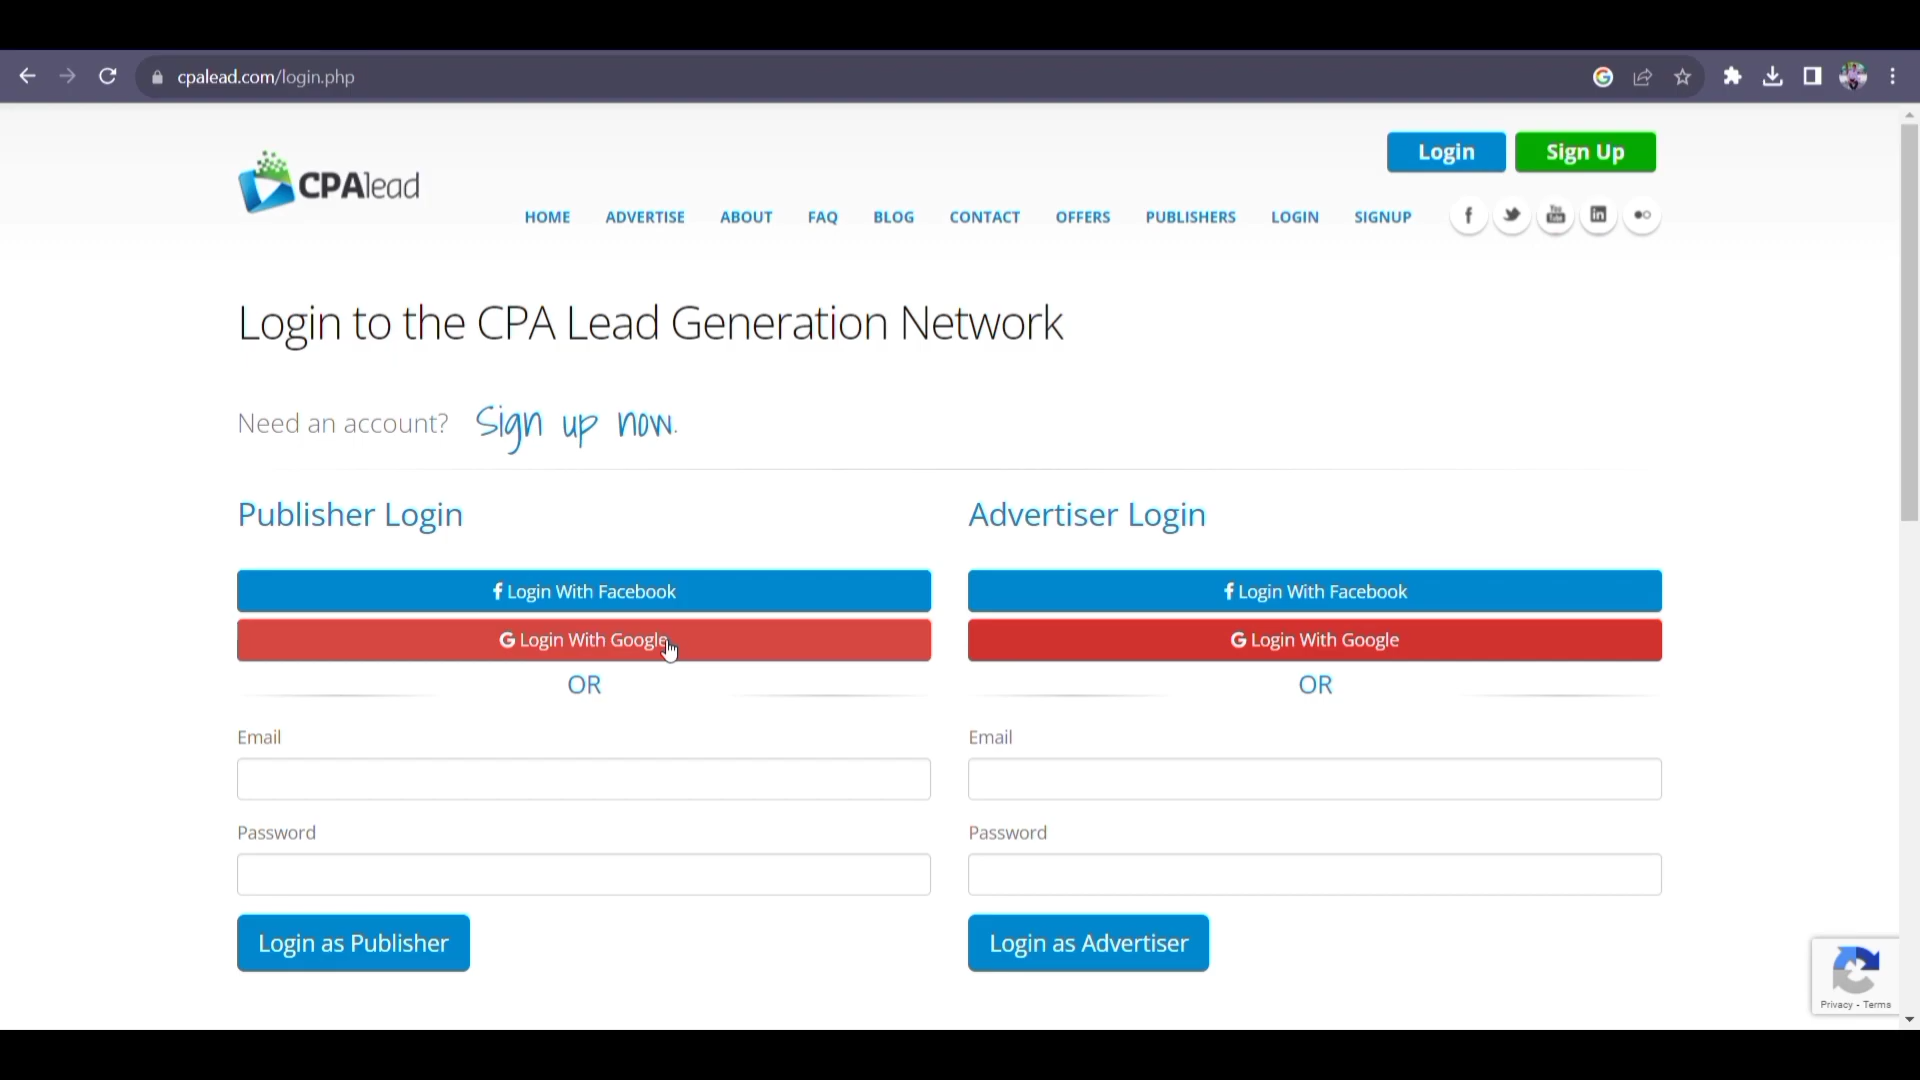 cpalead.com/login.php
Login
Sign Up
CPAlead
HOME
ADVERTISE
ABOUT
FAQ
BLOG
CONTACT
OFFERS
PUBLISHERS
LOGIN
SIGNUP
f
You Tube
in
Login to the CPA Lead Generation Network
Need an account? Sign up now.
Publisher Login
Advertiser Login
f Login With Facebook
f Login With Facebook
G Login With Google
G Login With Google
OR
OR
Email
Email
Password
Password
Login as Publisher
Login as Advertiser
Privacy - Terms